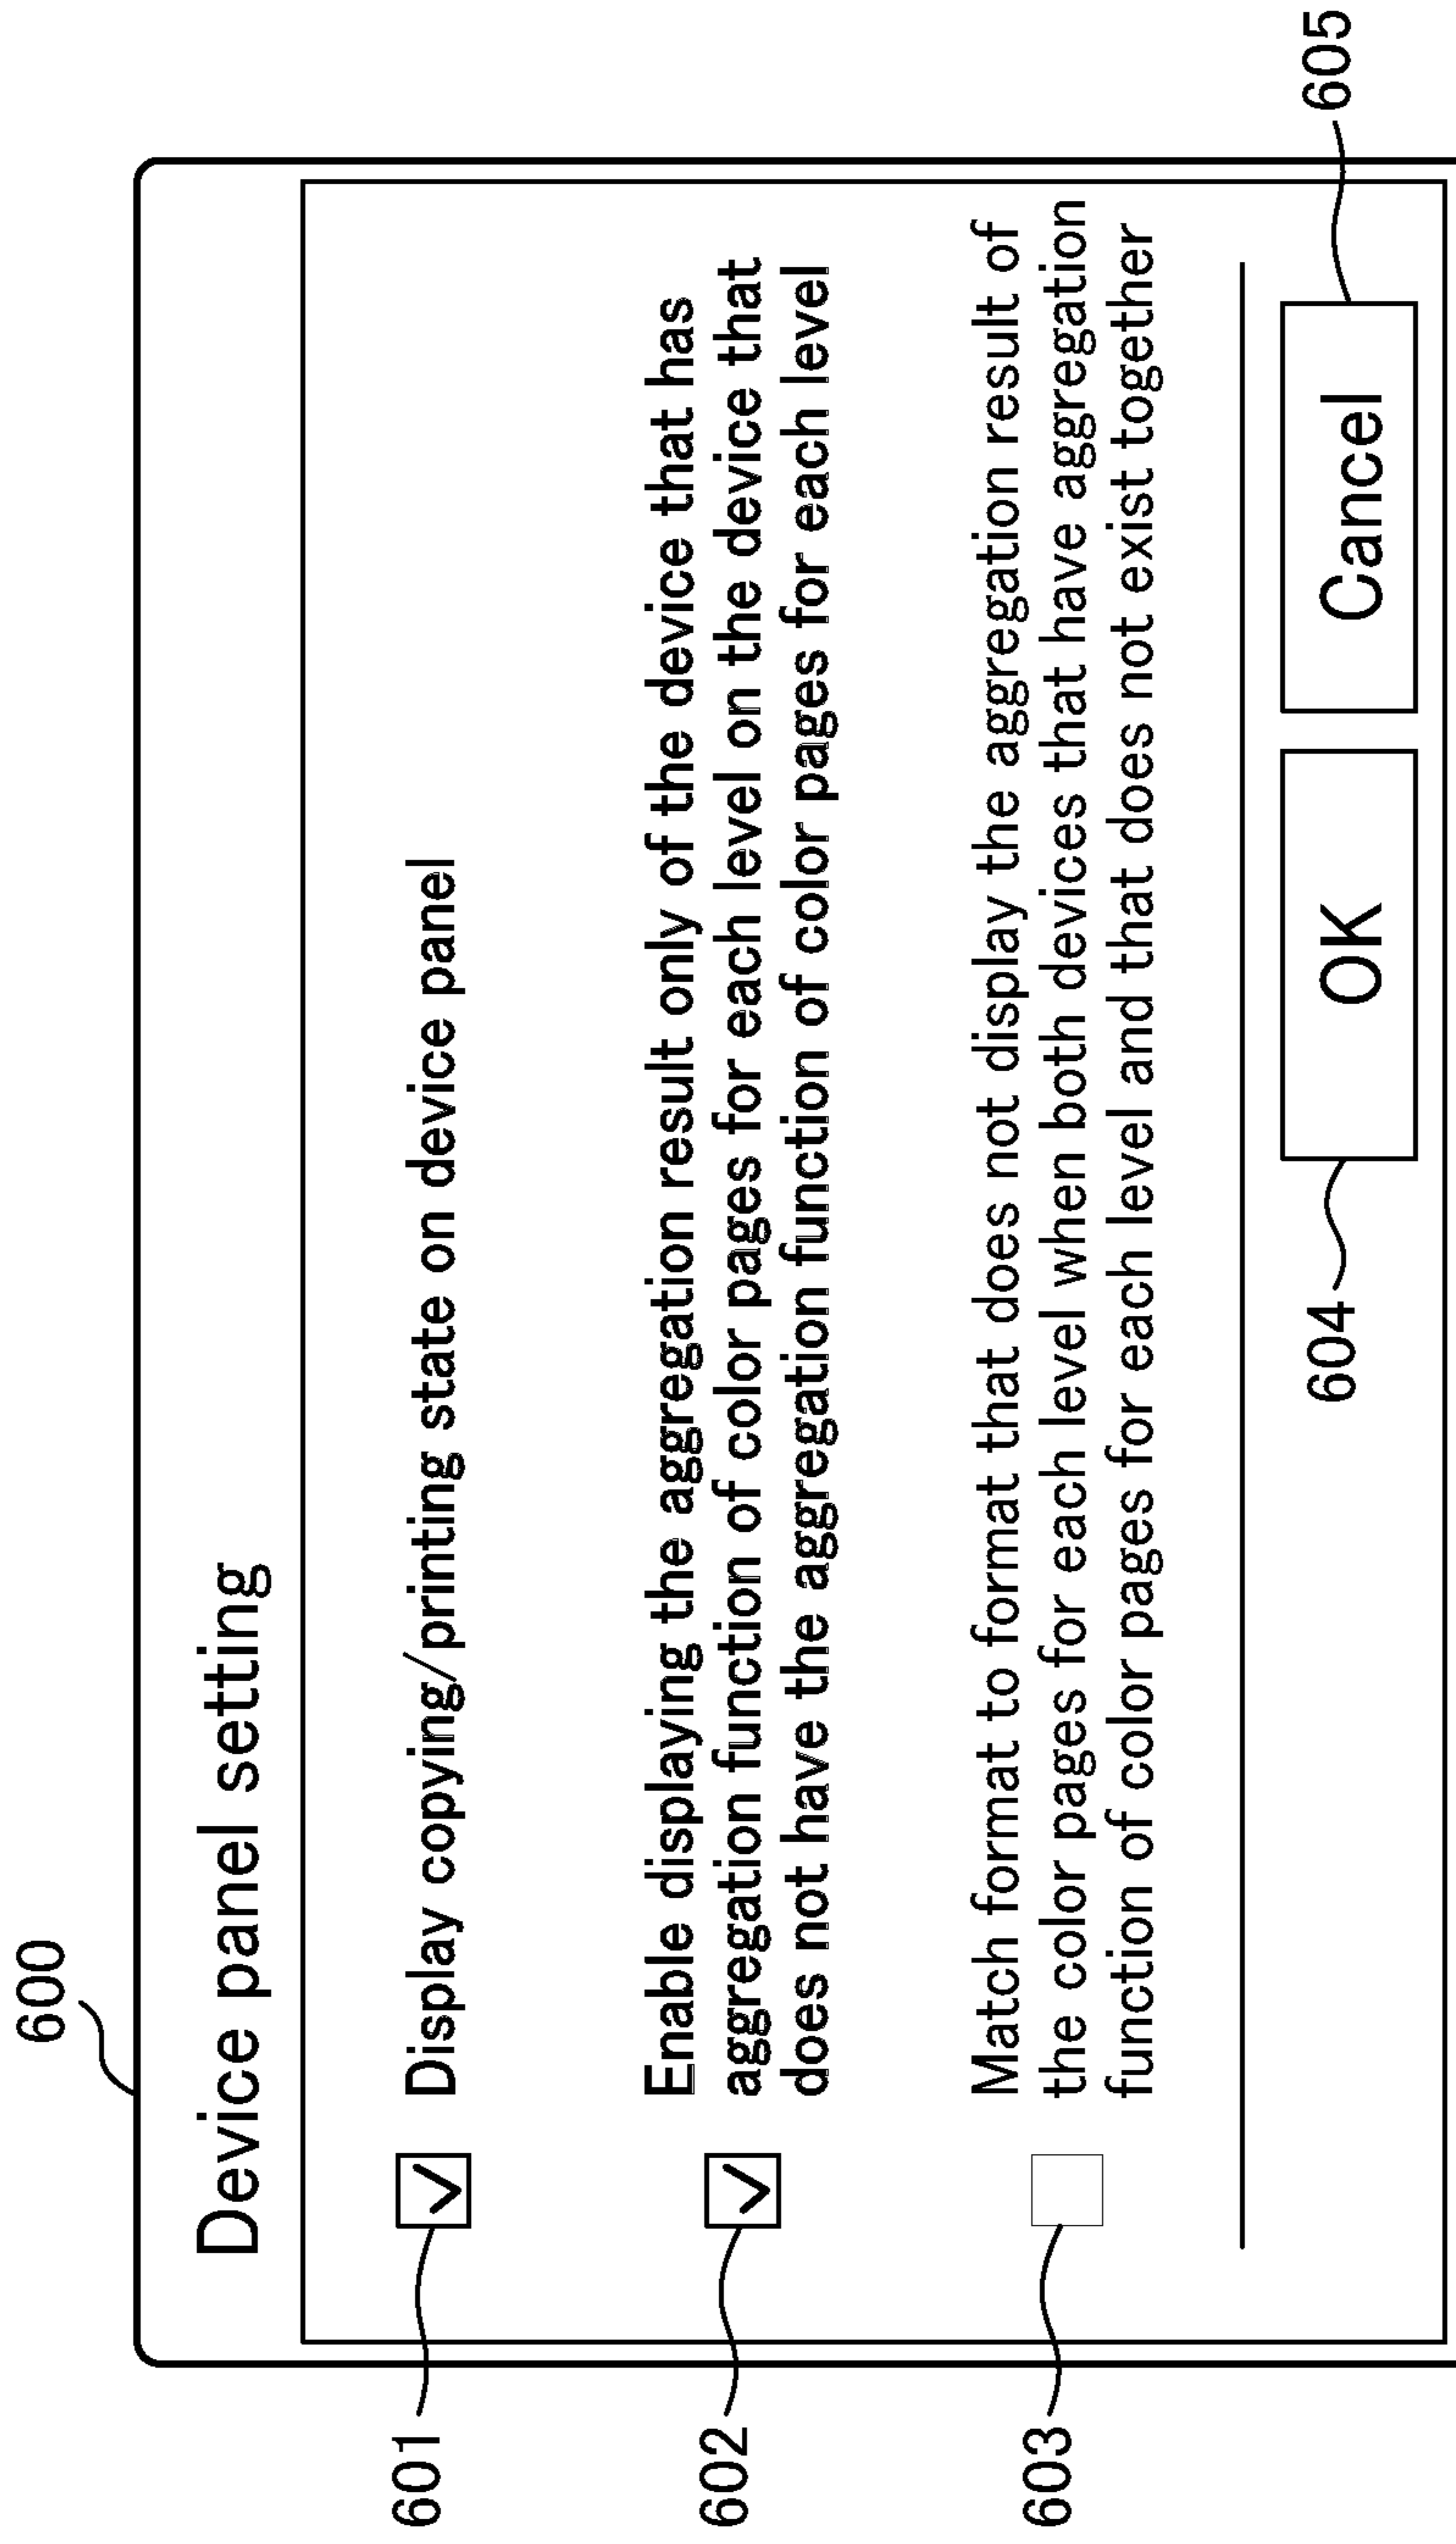 600
Device panel setting
601
Display copying/printing state on device panel
602
Enable displaying the aggregation result only of the device that has
aggregation function of color pages for each level on the device that
does not have the aggregation function of color pages for each level
603
Match format to format that does not display the aggregation result of
the color pages for each level when both devices that have aggregation
function of color pages for each level and that does not exist together
604
OK
Cancel
605